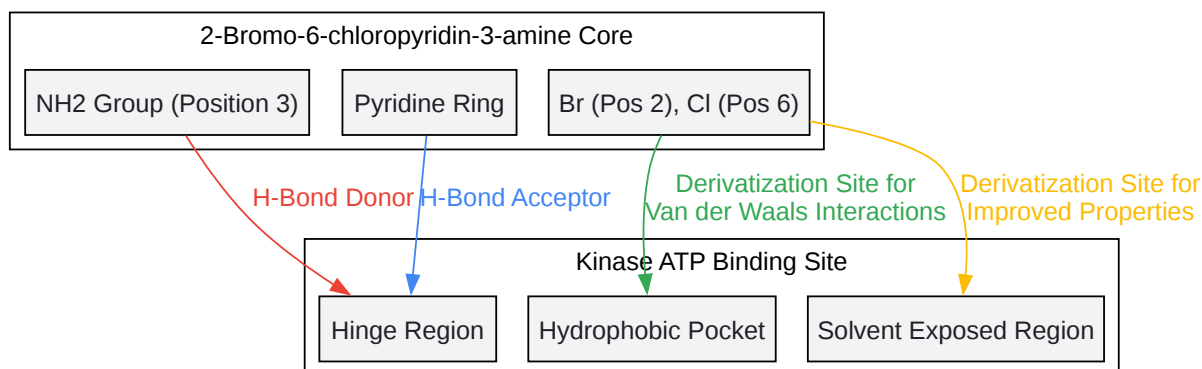 2-Bromo-6-chloropyridin-3-amine Core
NH2 Group (Position 3)
Pyridine Ring
Br (Pos 2), Cl (Pos 6)
H-Bond Donor
H-Bond Acceptor
Derivatization Site for
Van der Waals Interactions
Derivatization Site for
Improved Properties
Kinase ATP Binding Site
Hinge Region
Hydrophobic Pocket
Solvent Exposed Region